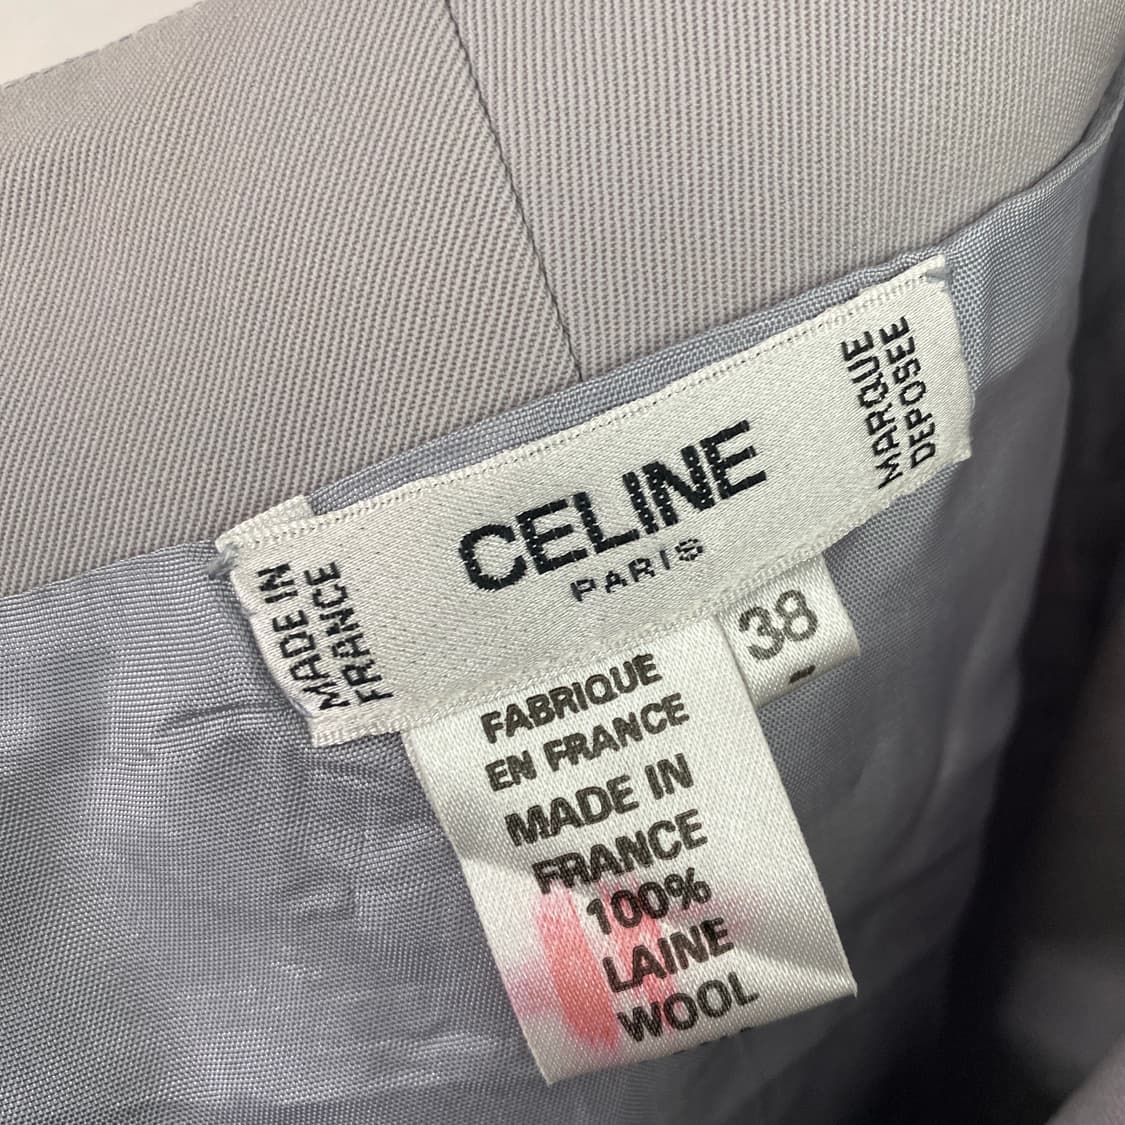 CELINE
PARIS
MADE IN
FRANCE
MARQUE
DEPOSEE
38
FABRIQUE
EN FRANCE
MADE IN
FRANCE
100%
LAINE
WOOL